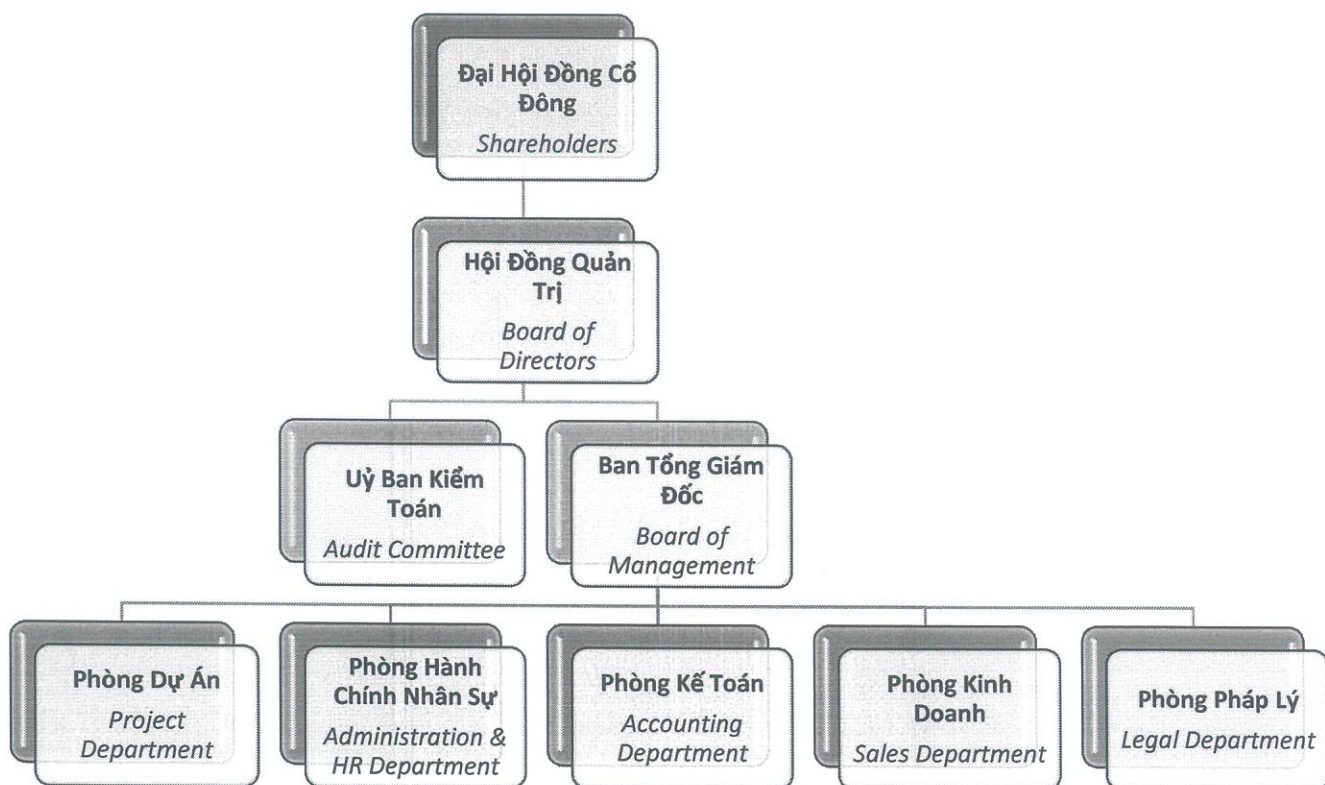 Đại Hội Đồng Cổ
Đông
Shareholders
Hội Đồng Quản
Trị
Board of
Directors
Uỷ Ban Kiểm
Toán
Audit Committee
Ban Tổng Giám
Đốc
Board of
Management
Phòng Dự Án
Project
Department
Phòng Hành
Chính Nhân Sự
Administration &
HR Department
Phòng Kế Toán
Accounting
Department
Phòng Kinh
Doanh
Sales Department
Phòng Pháp Lý
Legal Department